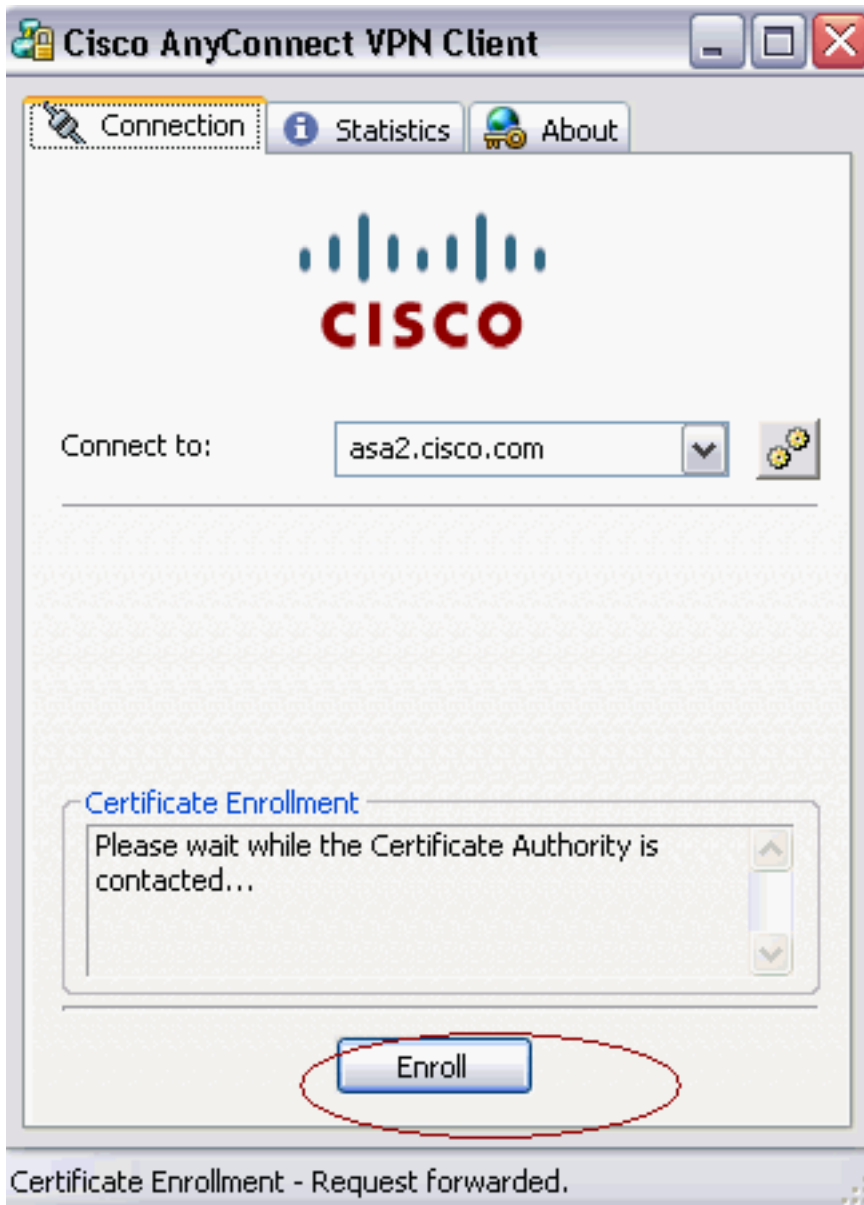 Cisco AnyConnect VPN Client
Connection
Statistics
About
CISCO
Connect to:
asa2.cisco.com
Certificate Enrollment
Please wait while the Certificate Authority is
contacted...
Enroll
Certificate Enrollment - Request forwarded.